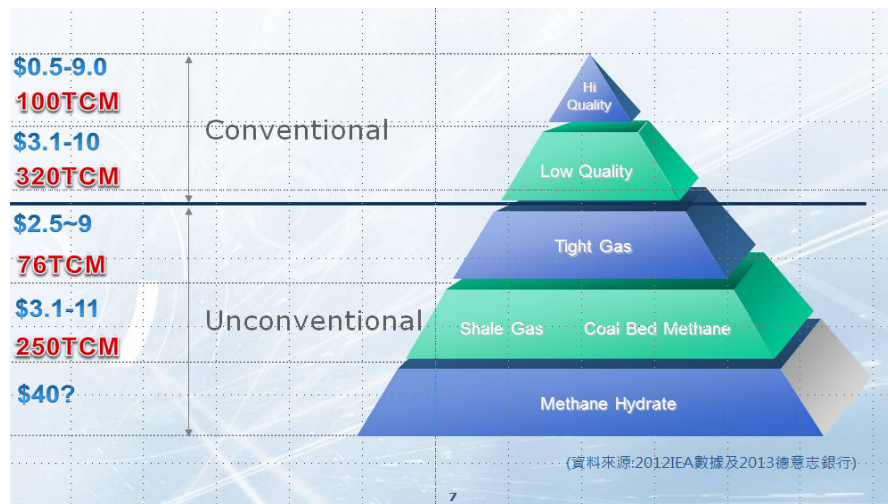 $0.5-9.0
100TCM
$3.1-10
320TCM
$2.5~9
76TCM
$3.1-11
250TCM
$40?
Conventional
Unconventional
Hi
Quality
Low Quality
Tight Gas
Shale Gas Coal Bed Methane
Methane Hydrate
(資料來源:2012IEA數據及2013德意志銀行)
7